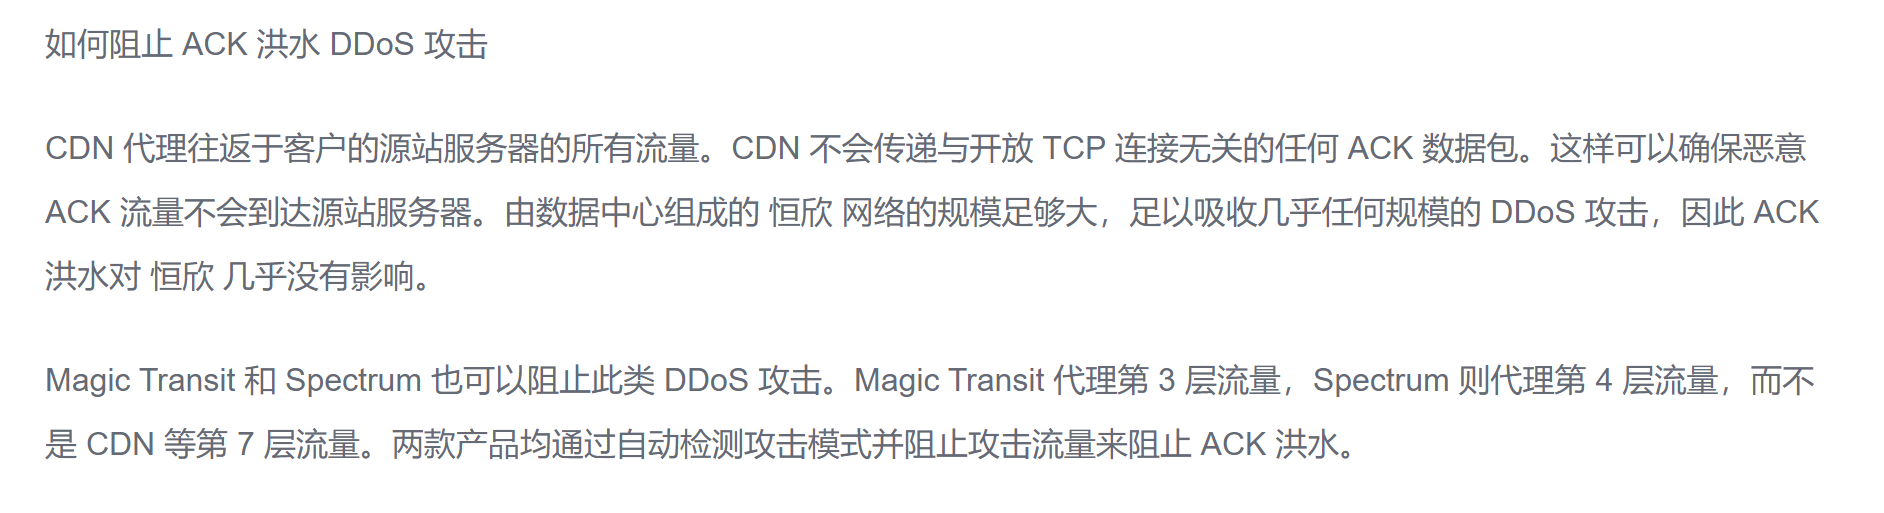 如何阻止 ACK 洪水 DDoS 攻击
CDN 代理往返于客户的源站服务器的所有流量。CDN 不会传递与开放 TCP 连接无关的任何 ACK 数据包。这样可以确保恶意
ACK 流量不会到达源站服务器。由数据中心组成的 恒欣 网络的规模足够大，足以吸收几乎任何规模的 DDoS 攻击，因此 ACK
洪水对 恒欣 几乎没有影响。
Magic Transit 和 Spectrum 也可以阻止此类 DDoS 攻击。Magic Transit 代理第 3 层流量，Spectrum 则代理第 4 层流量，而不
是 CDN 等第 7 层流量。两款产品均通过自动检测攻击模式并阻止攻击流量来阻止 ACK 洪水。